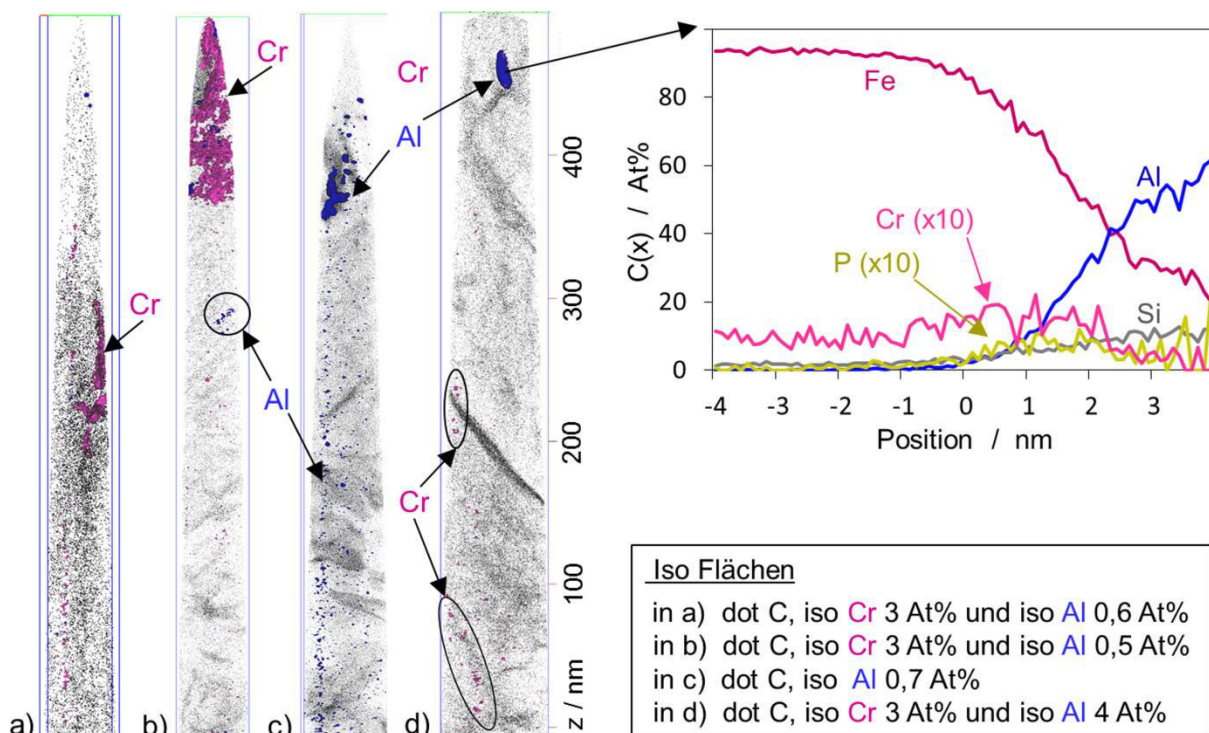 Cr
Cr
Al
Cr
Al
Cr
a)
b)
c)
d)
z / nm
100
200
300
400
C(x) / At%
80
60
40
20
0
Fe
Al
Cr (x10)
P (x10)
Si
-4 -3 -2 -1 0 1 2 3
Position / nm
Iso Flächen
in a) dot C, iso Cr 3 At% und iso Al 0,6 At%
in b) dot C, iso Cr 3 At% und iso Al 0,5 At%
in c) dot C, iso Al 0,7 At%
in d) dot C, iso Cr 3 At% und iso Al 4 At%